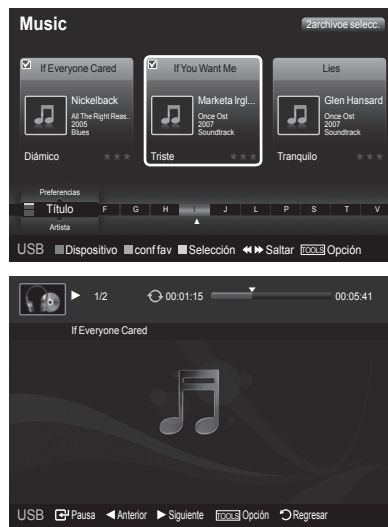 Music
2archivoe selecc.
If Everyone Cared
If You Want Me
Lies
Nickelback
All The Right Reas..
2005
Blues
Marketa Irgl...
Once Ost
2007
Soundtrack
Glen Hansard
Once Ost
2007
Soundtrack
Diámico
Triste
Tranquilo
Preferencias
Título F G H I J L P S T V
Artista
USB Dispositivo conf fav Selección Saltar TOOLS Opción
1/2 00:01:15 00:05:41
If Everyone Cared
USB Pausa Anterior Siguiente TOOLS Opción Regresar